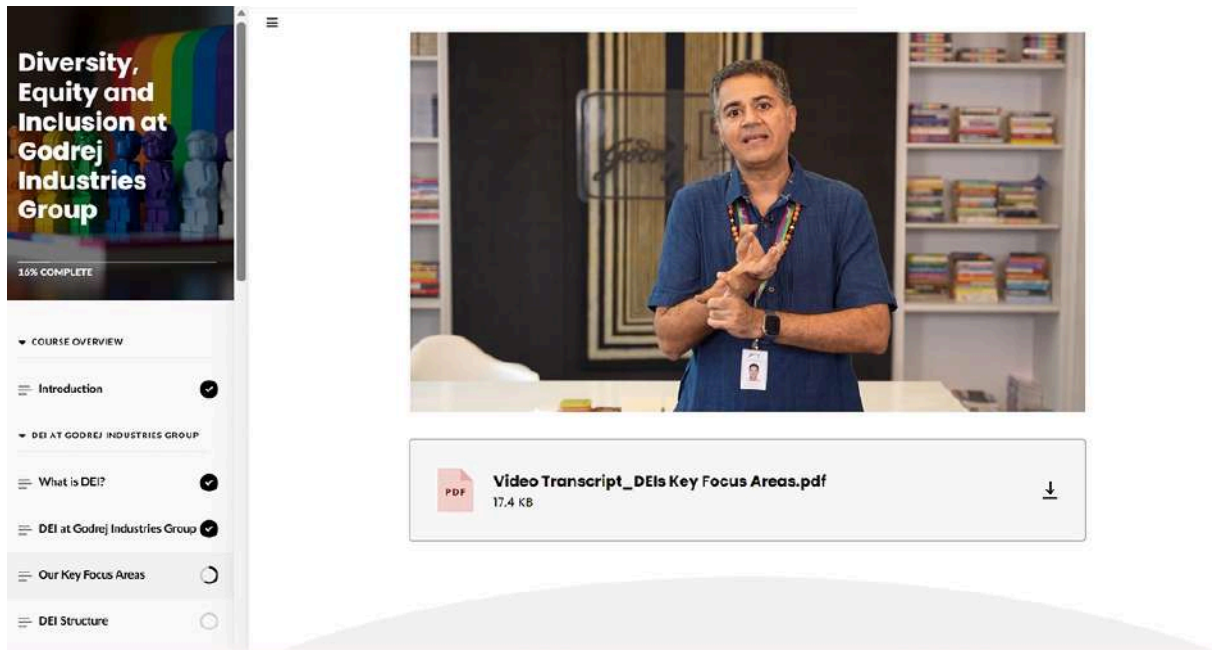 Diversity,
Equity and
Inclusion at
Godrej
Industries
Group
16% COMPLETE
COURSE OVERVIEW
Introduction
DEI AT GODREJ INDUSTRIES GROUP
What is DEI?
DEI at Godrej Industries Group
Our Key Focus Areas
DEI Structure
Godrej
PDF
Video Transcript_DEIs Key Focus Areas.pdf
17.4 KB